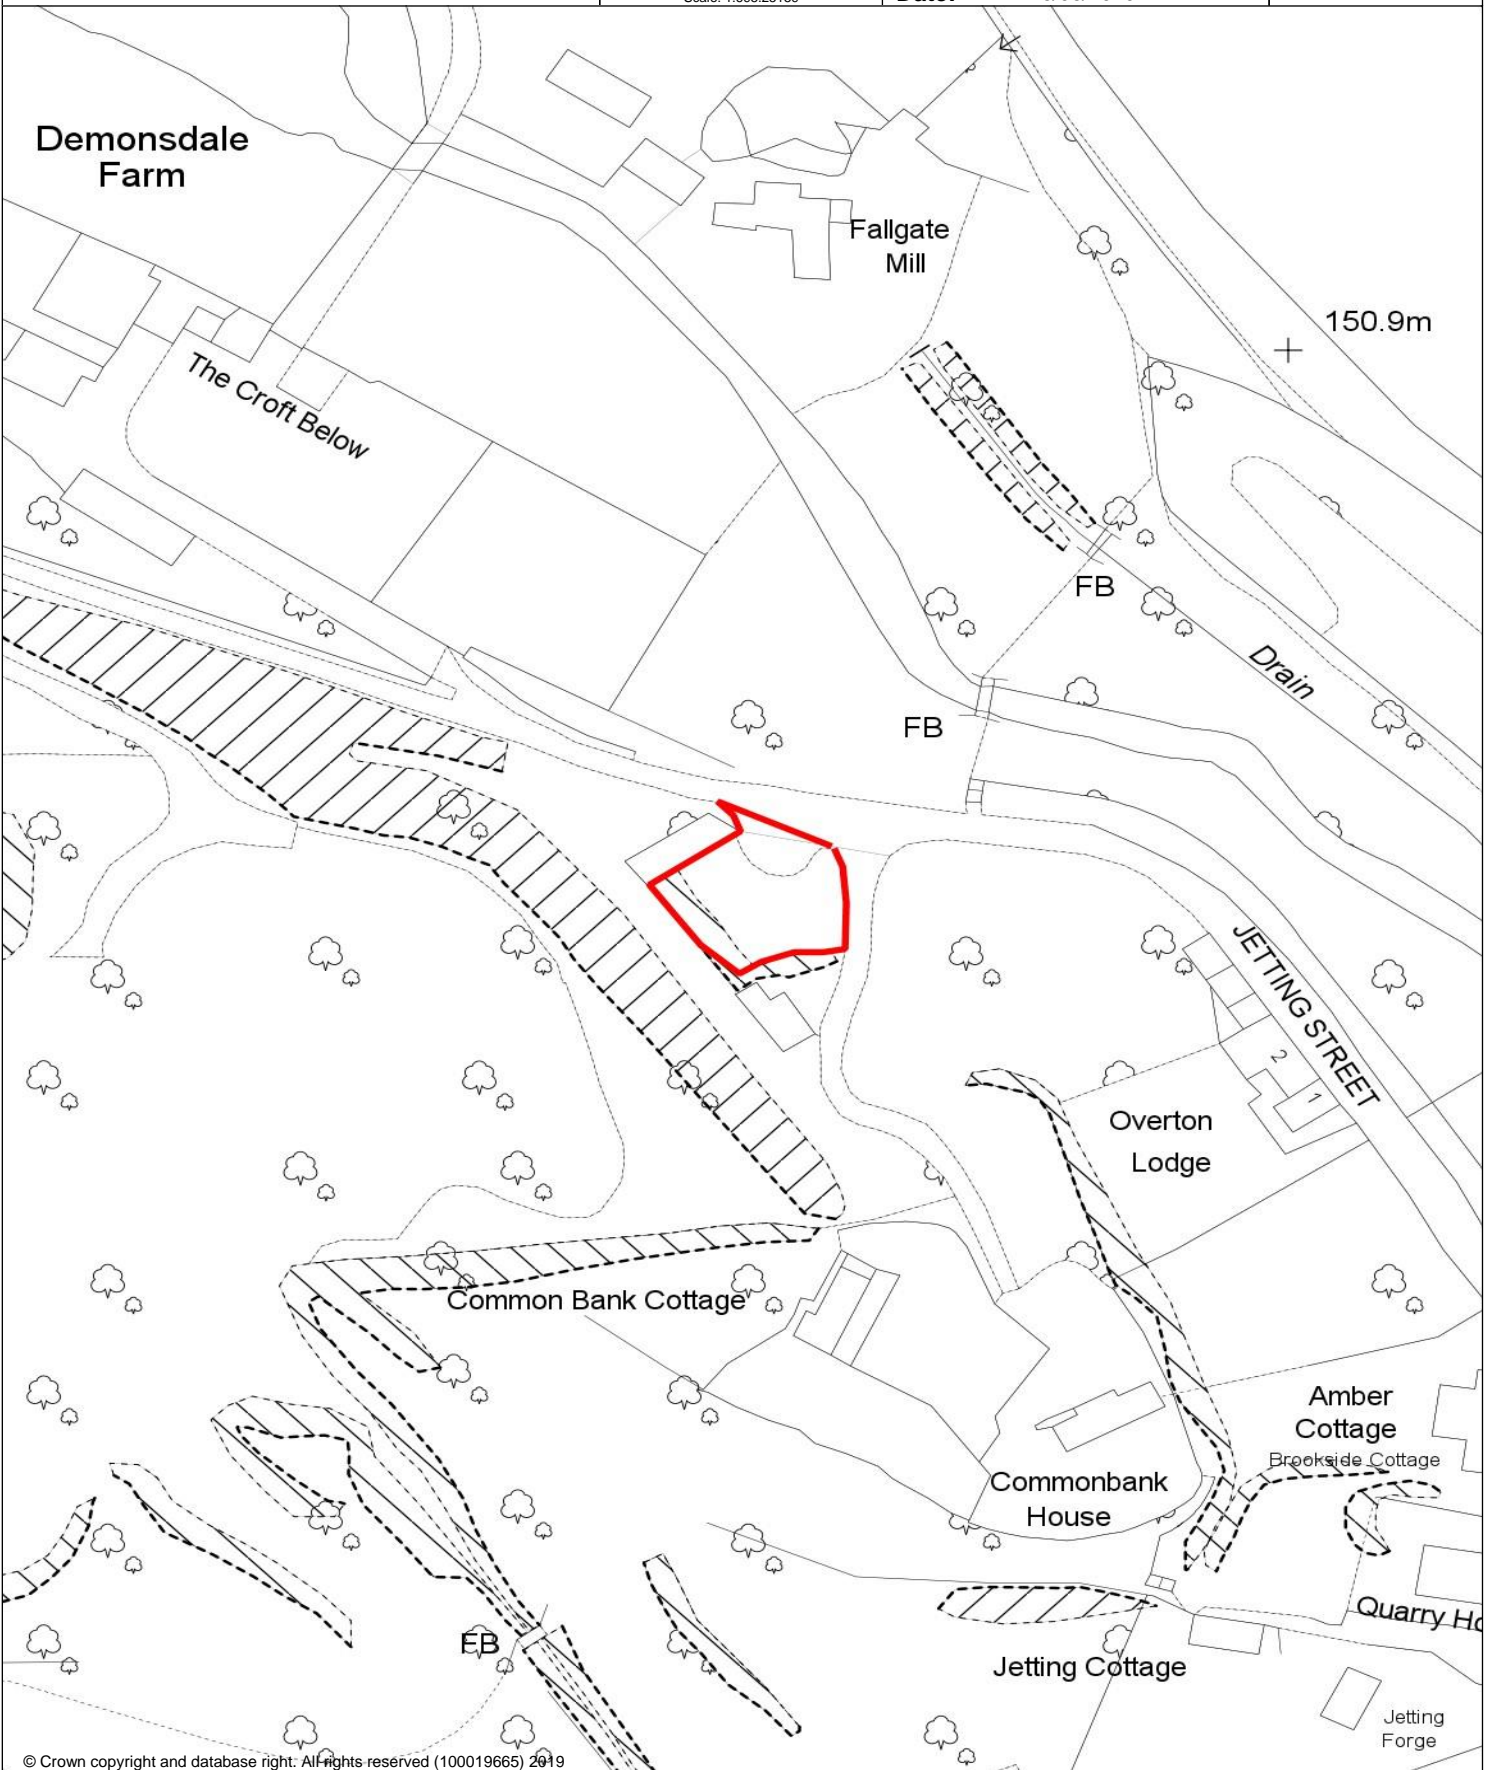 Demonsdale
Farm
Fallgate
Mill
150.9m
The Croft Below
FB
Drain
FB
JETTING STREET
2
1
Overton
Lodge
Common Bank Cottage
Amber
Cottage
Brookside Cottage
Commonbank
House
Quarry Ho
FB
Jetting Cottage
Jetting
Forge
© Crown copyright and database right. All rights reserved (100019665) 2019